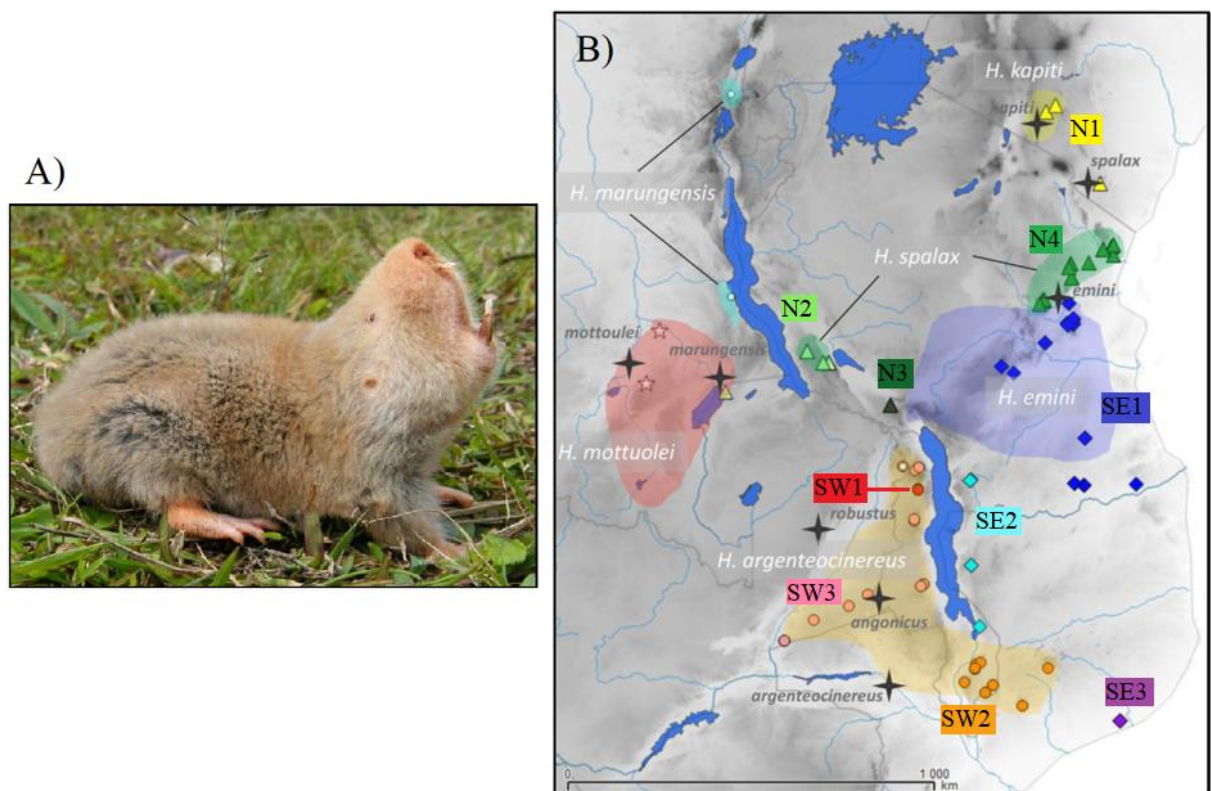 A)
B)
H. kapiti
kapiti
N1
spalax
H. marungensis
N4
H. spalax
emini
N2
mottoulei
marungensis
N3
H. emini
SE1
H. mottuolei
SW1
robustus
SE2
H. argenteocinereus
SW3
angonicus
argenteocinereus
SE3
SW2
0
1 000
km